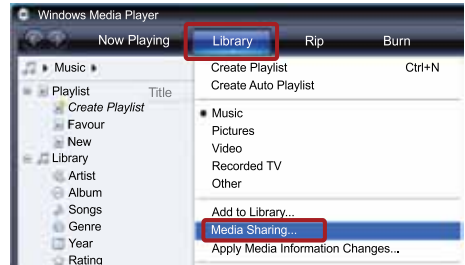 Windows Media Player
Now Playing Library Rip Burn
Music
Playlist Title
Create Playlist
Favour
New
Library
Artist
Album
Songs
Genre
Year
Rating
Create Playlist Ctrl+N
Create Auto Playlist
Music
Pictures
Video
Recorded TV
Other
Add to Library...
Media Sharing...
Apply Media Information Changes...